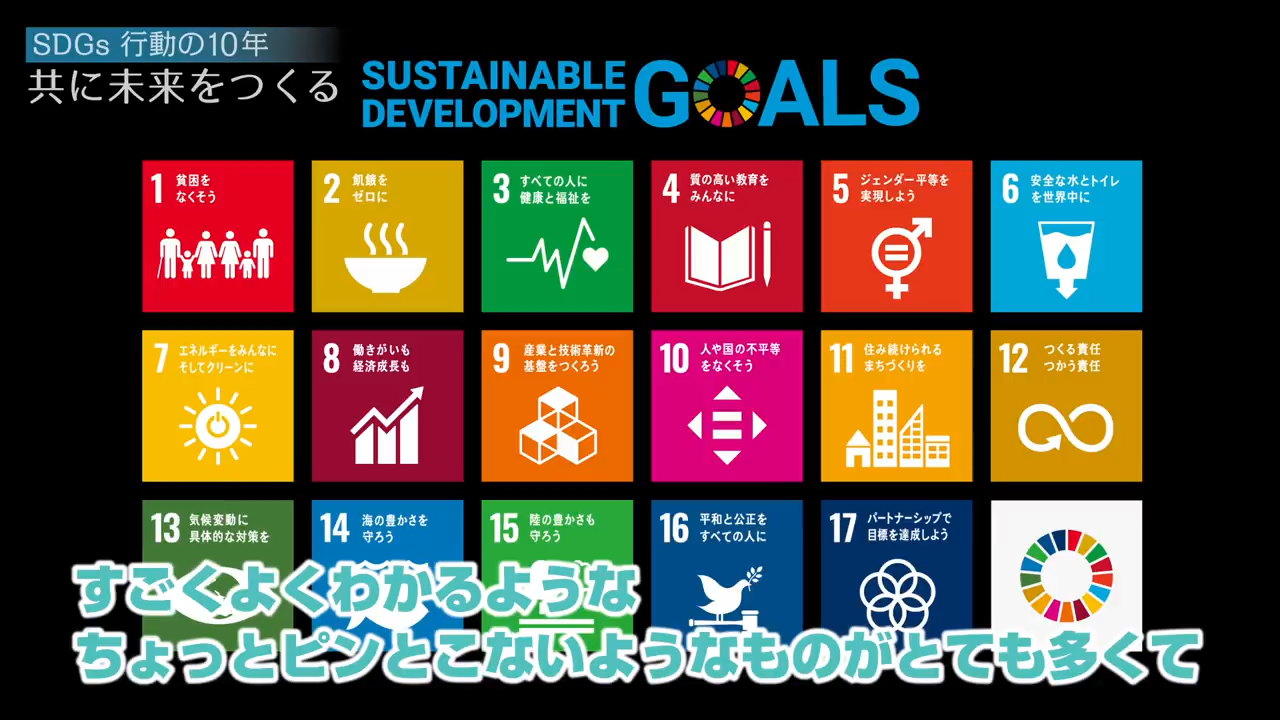 SDGs 行動の10年
共に未来をつくる
SUSTAINABLE
DEVELOPMENT
GOALS
1 貧困を
なくそう
2 飢餓を
ゼロに
3 すべての人に
健康と福祉を
4 質の高い教育を
みんなに
5 ジェンダー平等を
実現しよう
6 安全な水とトイレ
を世界中に
7 エネルギーをみんなに
そしてクリーンに
8 働きがいも
経済成長も
9 産業と技術革新の
基盤をつくろう
10 人や国の不平等
をなくそう
11 住み続けられる
まちづくりを
12 つくる責任
つかう責任
13 気候変動に
具体的な対策を
14 海の豊かさを
守ろう
15 陸の豊かさも
守ろう
16 平和と公正を
すべての人に
17 パートナーシップで
目標を達成しよう
すごくよくわかるような
ちょっとピンとこないようなものがとても多くて